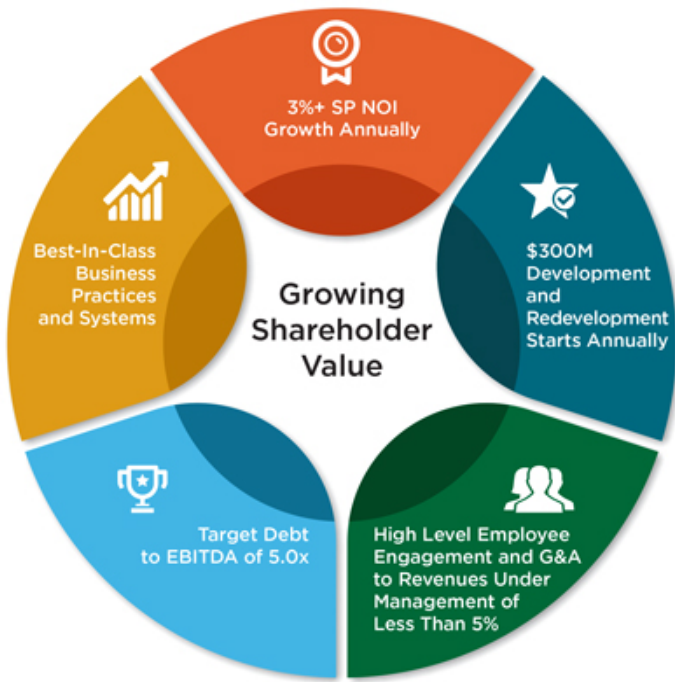 3%+ SP NOI
Growth Annually
$300M
Development
and
Redevelopment
Starts Annually
High Level Employee
Engagement and G&A
to Revenues Under
Management of
Less Than 5%
Target Debt
to EBITDA of 5.0x
Best-In-Class
Business
Practices
and Systems
Growing
Shareholder
Value